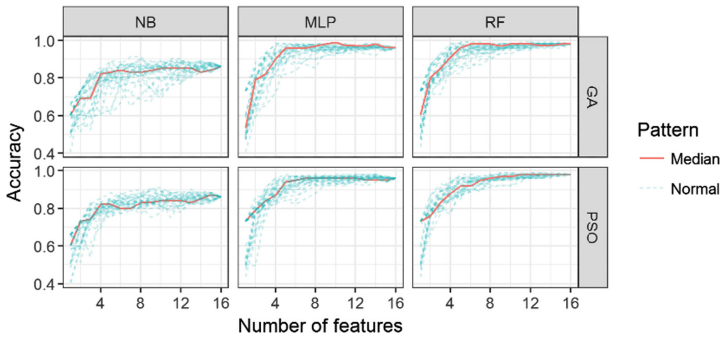 NB MLP RF
1.0
0.8
0.6
0.4
GA
1.0
0.8
0.6
0.4
PSO
Accuracy
4 8 12 16 4 8 12 16 4 8 12 16
Number of features
Pattern
Median
Normal